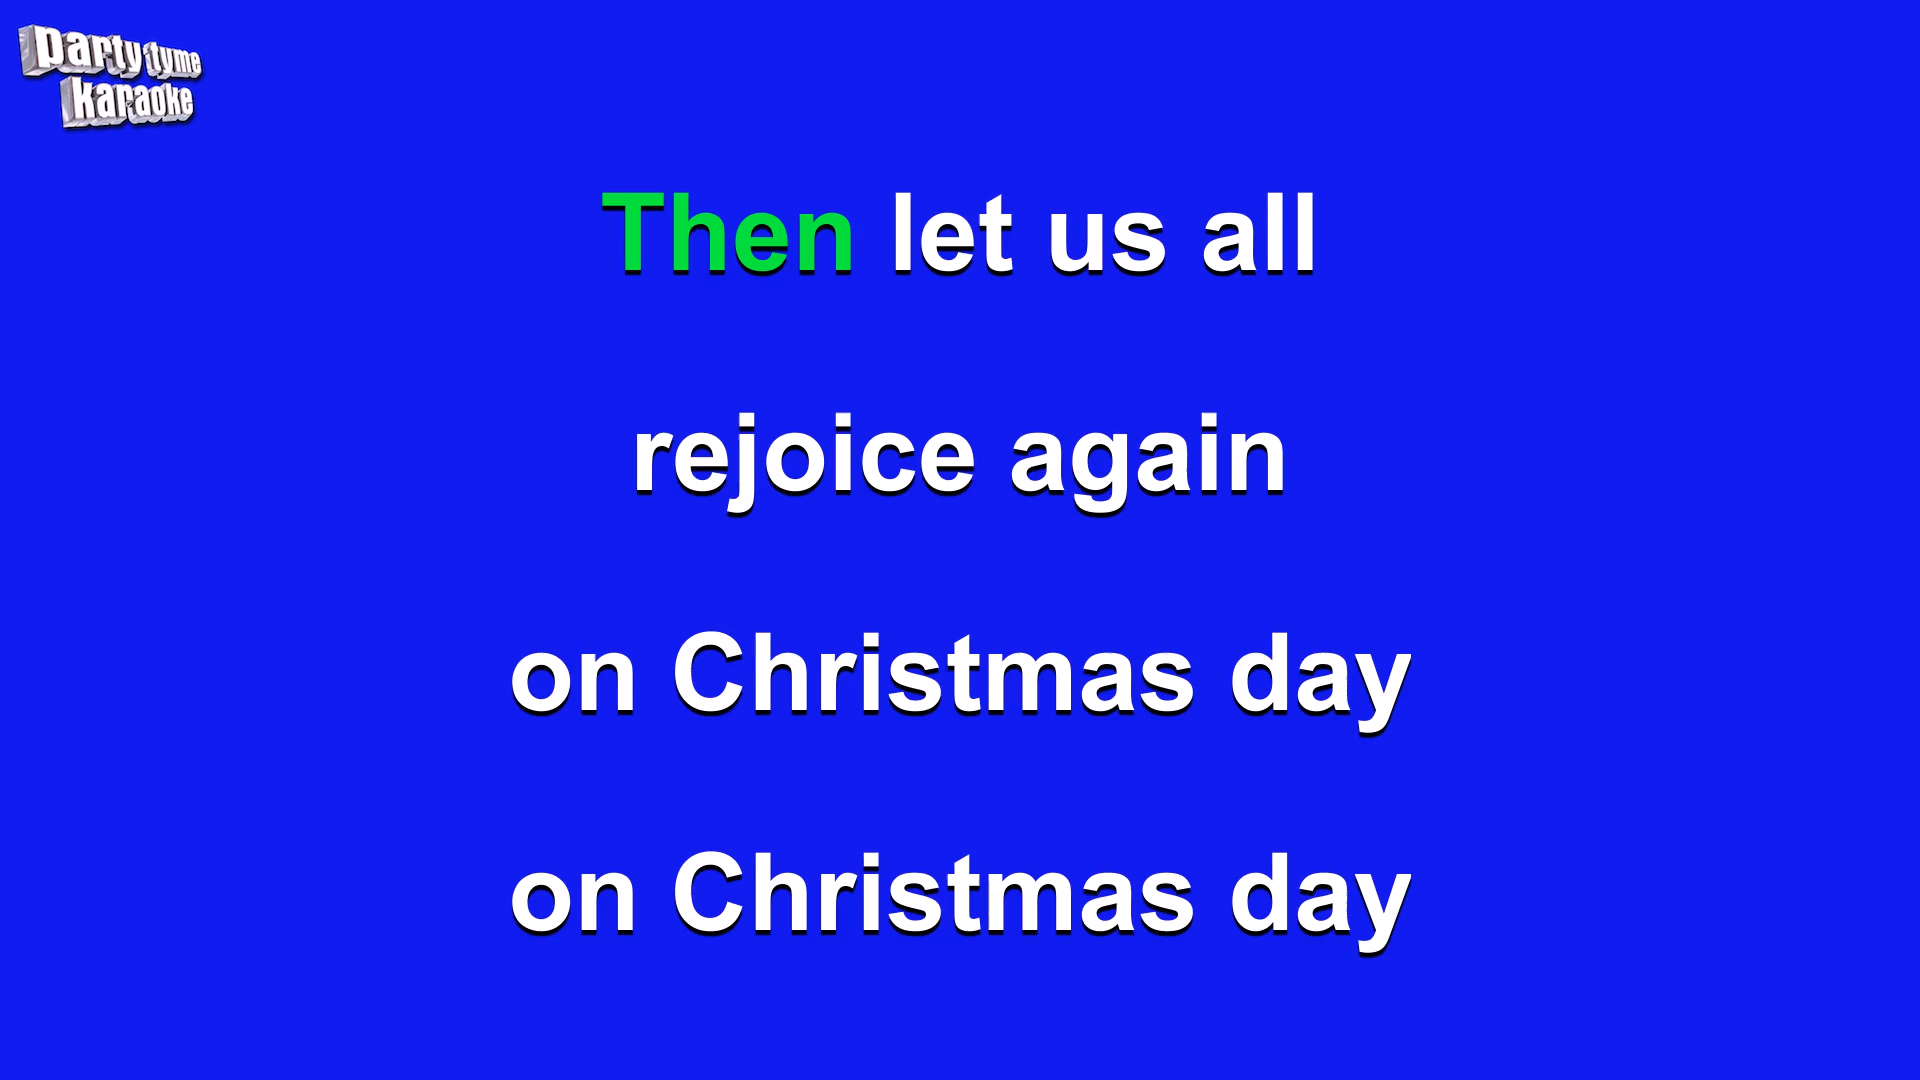 party tyme
karaoke
Then let us all
rejoice again
on Christmas day
on Christmas day